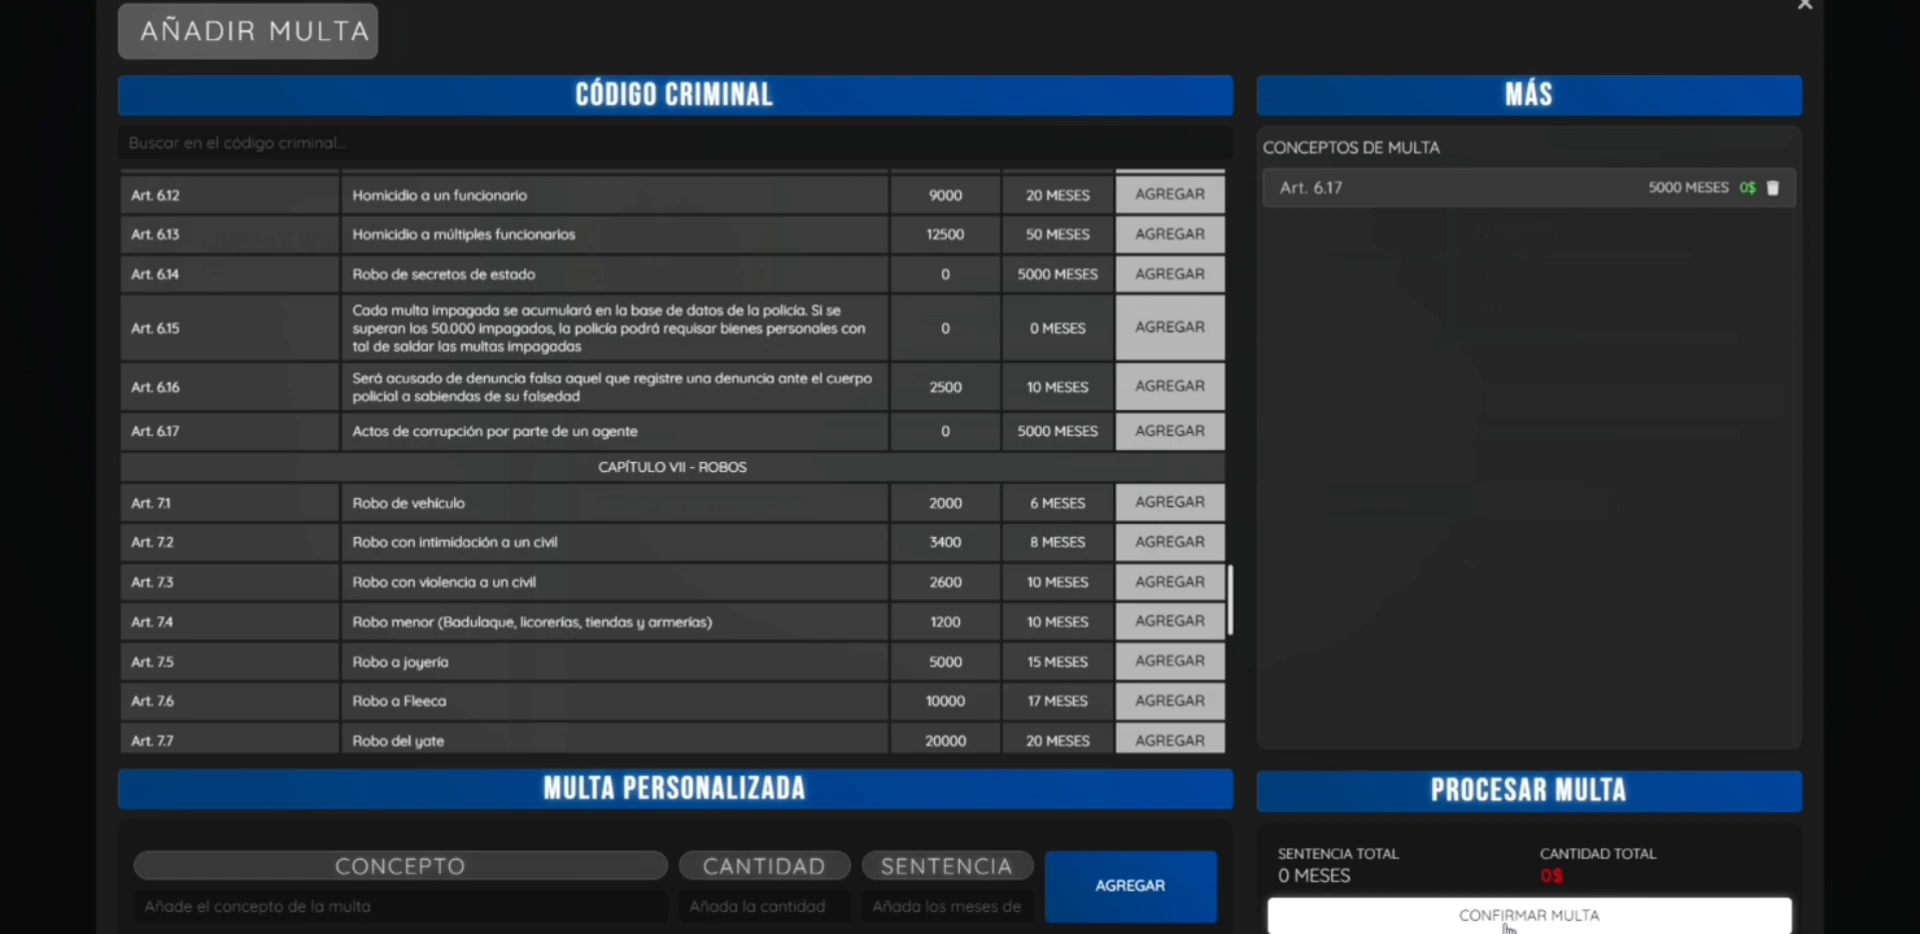 AÑADIR MULTA
CÓDIGO CRIMINAL
Buscar en el código criminal...
Art. 6.12 Homicidio a un funcionario 9000 20 MESES AGREGAR
Art. 6.13 Homicidio a múltiples funcionarios 12500 50 MESES AGREGAR
Art. 6.14 Robo de secretos de estado 0 5000 MESES AGREGAR
Art. 6.15 Cada multa impagada se acumulará en la base de datos de la policía. Si se
superan los 50.000 impagados, la policía podrá requisar bienes personales con
tal de saldar las multas impagadas 0 0 MESES AGREGAR
Art. 6.16 Será acusado de denuncia falsa aquel que registre una denuncia ante el cuerpo
policial a sabiendas de su falsedad 2500 10 MESES AGREGAR
Art. 6.17 Actos de corrupción por parte de un agente 0 5000 MESES AGREGAR
CAPÍTULO VII - ROBOS
Art. 7.1 Robo de vehículo 2000 6 MESES AGREGAR
Art. 7.2 Robo con intimidación a un civil 3400 8 MESES AGREGAR
Art. 7.3 Robo con violencia a un civil 2600 10 MESES AGREGAR
Art. 7.4 Robo menor (Badulaque, licorerías, tiendas y armerías) 1200 10 MESES AGREGAR
Art. 7.5 Robo a joyería 5000 15 MESES AGREGAR
Art. 7.6 Robo a Fleeca 10000 17 MESES AGREGAR
Art. 7.7 Robo del yate 20000 20 MESES AGREGAR
MÁS
CONCEPTOS DE MULTA
Art. 6.17 5000 MESES 0$
MULTA PERSONALIZADA
CONCEPTO CANTIDAD SENTENCIA
Añade el concepto de la multa Añada la cantidad Añada los meses de
AGREGAR
PROCESAR MULTA
SENTENCIA TOTAL CANTIDAD TOTAL
0 MESES 0$
CONFIRMAR MULTA